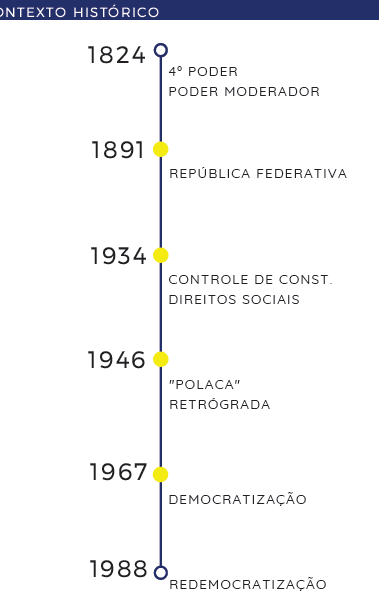 ONTEXTO HISTÓRICO
1824
4º PODER
PODER MODERADOR
1891
REPÚBLICA FEDERATIVA
1934
CONTROLE DE CONST.
DIREITOS SOCIAIS
1946
"POLACA"
RETRÓGRADA
1967
DEMOCRATIZAÇÃO
1988
REDEMOCRATIZAÇÃO